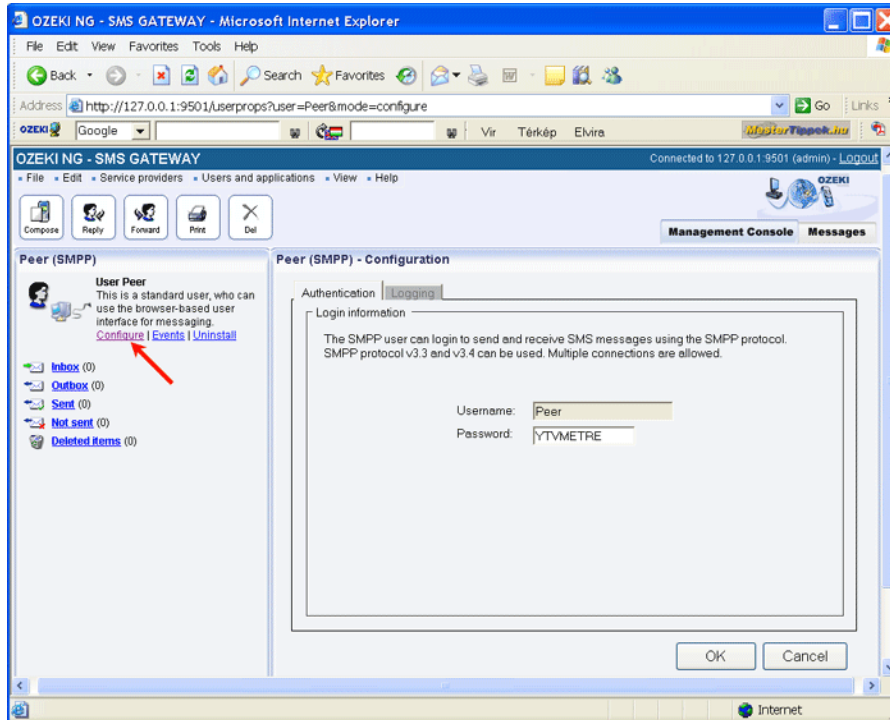 OZEKI NG - SMS GATEWAY - Microsoft Internet Explorer
File Edit View Favorites Tools Help
Back Search Favorites
Address http://127.0.0.1:9501/userprops?user=Peer&mode=configure Go Links
OZEKI Google Vir Térkép Elvira MusterTippek.hu
OZEKI NG - SMS GATEWAY Connected to 127.0.0.1:9501 (admin) - Logout
File Edit Service providers Users and applications View Help
OZEKI
Compose Reply Forward Print Del
Management Console Messages
Peer (SMPP)
User Peer
This is a standard user, who can
use the browser-based user
interface for messaging.
Configure | Events | Uninstall
Inbox (0)
Outbox (0)
Sent (0)
Not sent (0)
Deleted items (0)
Peer (SMPP) - Configuration
Authentication Logging
Login information
The SMPP user can login to send and receive SMS messages using the SMPP protocol.
SMPP protocol v3.3 and v3.4 can be used. Multiple connections are allowed.
Username: Peer
Password: YTVMETRE
OK Cancel
Internet